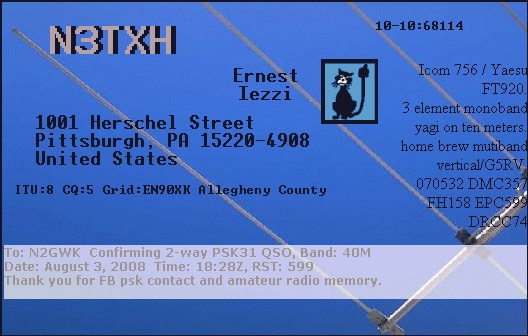 N3TXH
10-10:68114
Ernest
Iezzi
1001 Herschel Street
Pittsburgh, PA 15220-4908
United States
ITU:8 CQ:5 Grid:EN90XK Allegheny County
Icom 756 / Yaesu
FT920.
3 element monoband
yagi on ten meters.
home brew mutiband
vertical/G5RV.
070532 DMC357
FH158 EPC599
DRCC74
To: N2GWK Confirming 2-way PSK31 QSO, Band: 40M
Date: August 3, 2008 Time: 18:28Z, RST: 599
Thank you for FB psk contact and amateur radio memory.